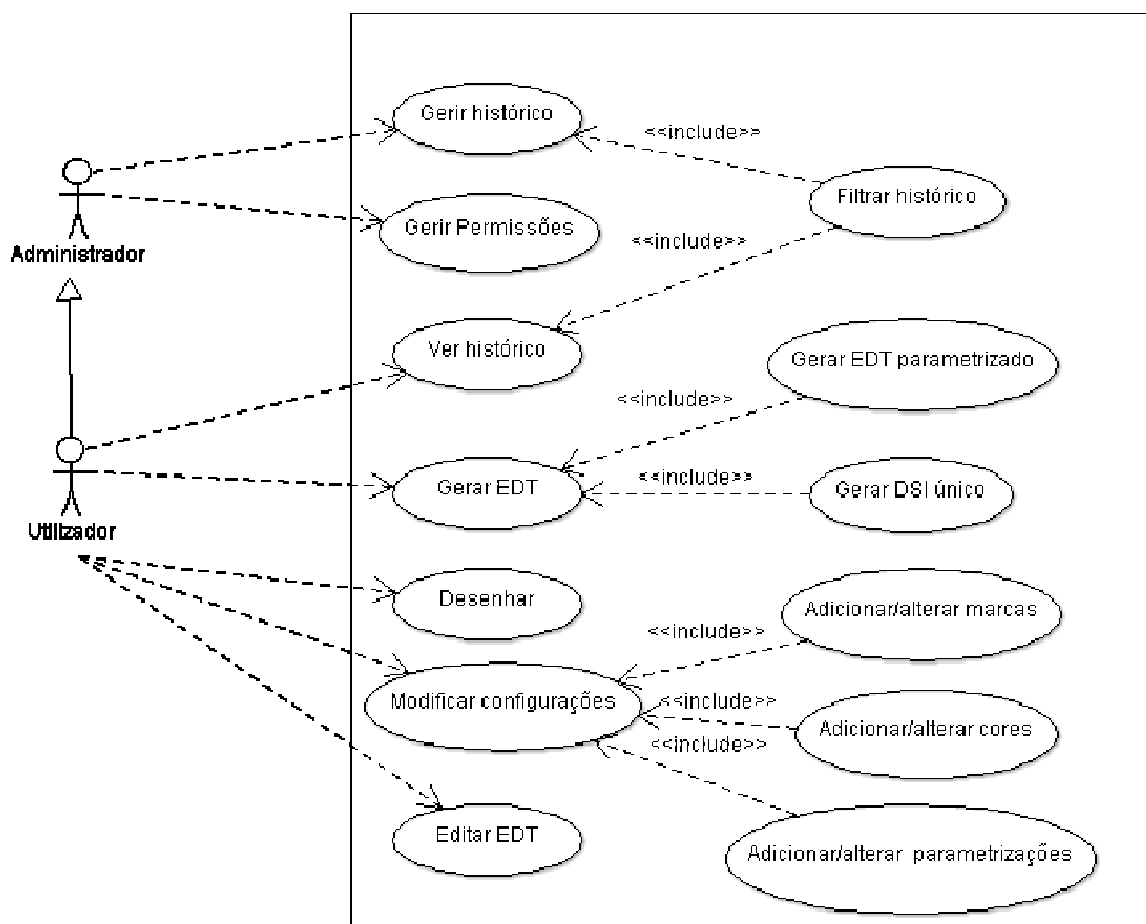 Gerir histórico
<<include>>
Filtrar histórico
Administrador
Gerir Permissões
<<include>>
Ver histórico
Gerar EDT parametrizado
<<include>>
Gerar EDT
<<include>>
Gerar DSI único
Utilizador
Desenhar
Adicionar/alterar marcas
<<include>>
Modificar configurações
<<include>>
Adicionar/alterar cores
<<include>>
Editar EDT
Adicionar/alterar parametrizações